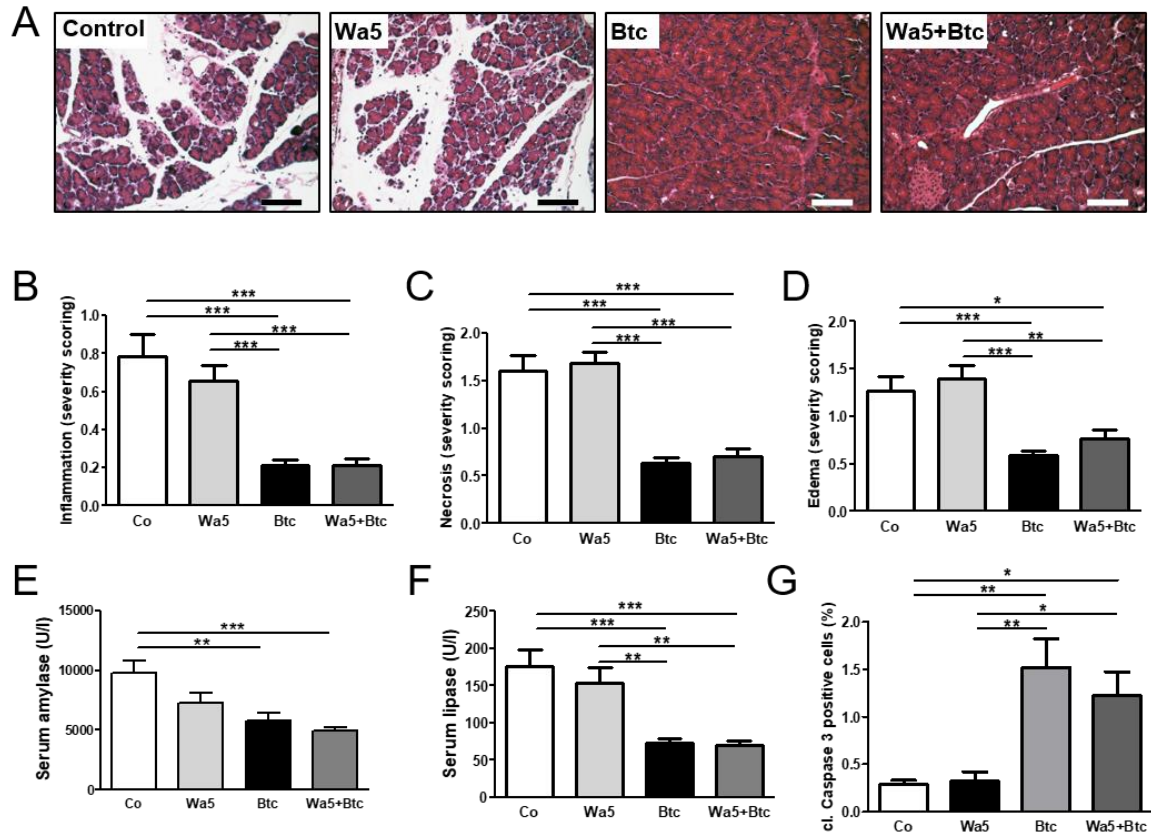 A
Control
Wa5
Btc
Wa5+Btc
B
Inflammation (severity scoring)
1.0
0.8
0.6
0.4
0.2
0.0
***
***
***
***
Co
Wa5
Btc
Wa5+Btc
C
Necrosis (severity scoring)
2.0
1.5
1.0
0.5
0.0
***
***
***
***
Co
Wa5
Btc
Wa5+Btc
D
Edema (severity scoring)
2.0
1.5
1.0
0.5
0.0
*
***
**
***
Co
Wa5
Btc
Wa5+Btc
E
Serum amylase (U/l)
15000
10000
5000
0
***
**
Co
Wa5
Btc
Wa5+Btc
F
Serum lipase (U/l)
250
200
150
100
50
0
***
***
**
**
Co
Wa5
Btc
Wa5+Btc
G
cl. Caspase 3 positive cells (%)
2.0
1.5
1.0
0.5
0.0
*
**
*
**
Co
Wa5
Btc
Wa5+Btc